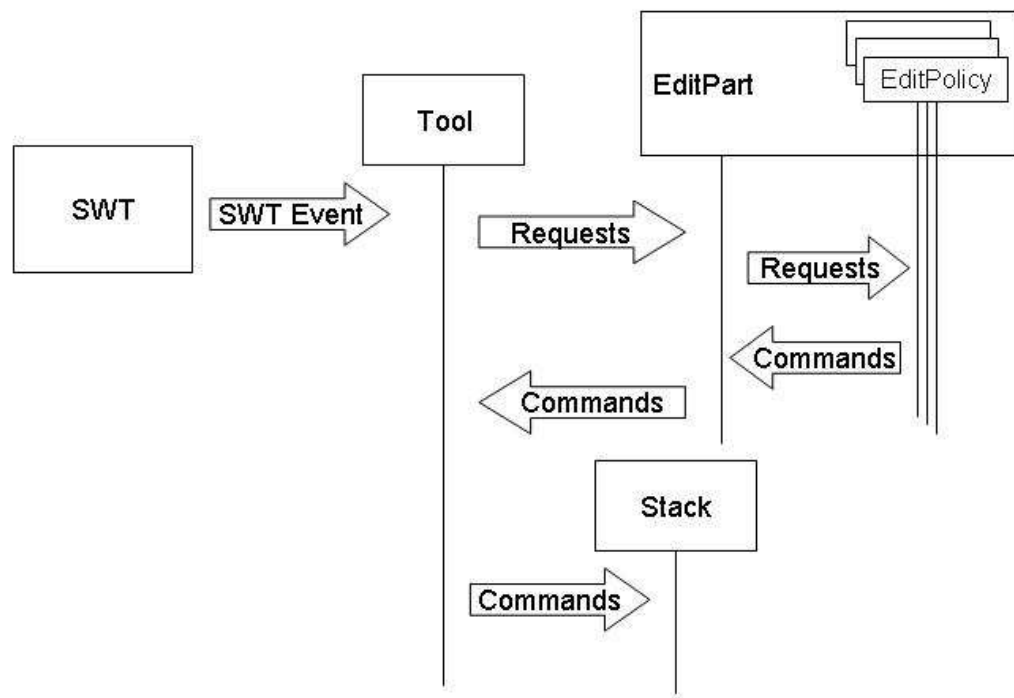 EditPolicy
EditPart
Tool
SWT
SWT Event
Requests
Requests
Commands
Commands
Stack
Commands